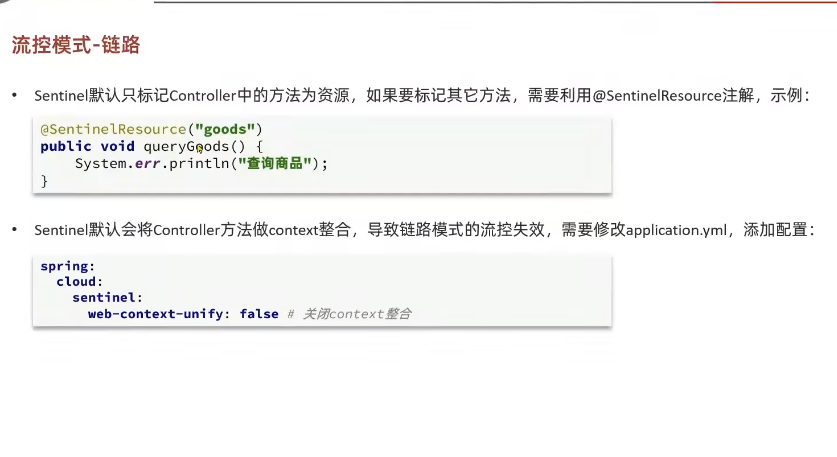 流控模式-链路
• Sentinel默认只标记Controller中的方法为资源，如果要标记其它方法，需要利用@SentinelResource注解，示例：
@SentinelResource("goods")
public void queryGoods() {
    System.err.println("查询商品");
}
• Sentinel默认会将Controller方法做context整合，导致链路模式的流控失效，需要修改application.yml，添加配置：
spring:
  cloud:
    sentinel:
      web-context-unify: false # 关闭context整合